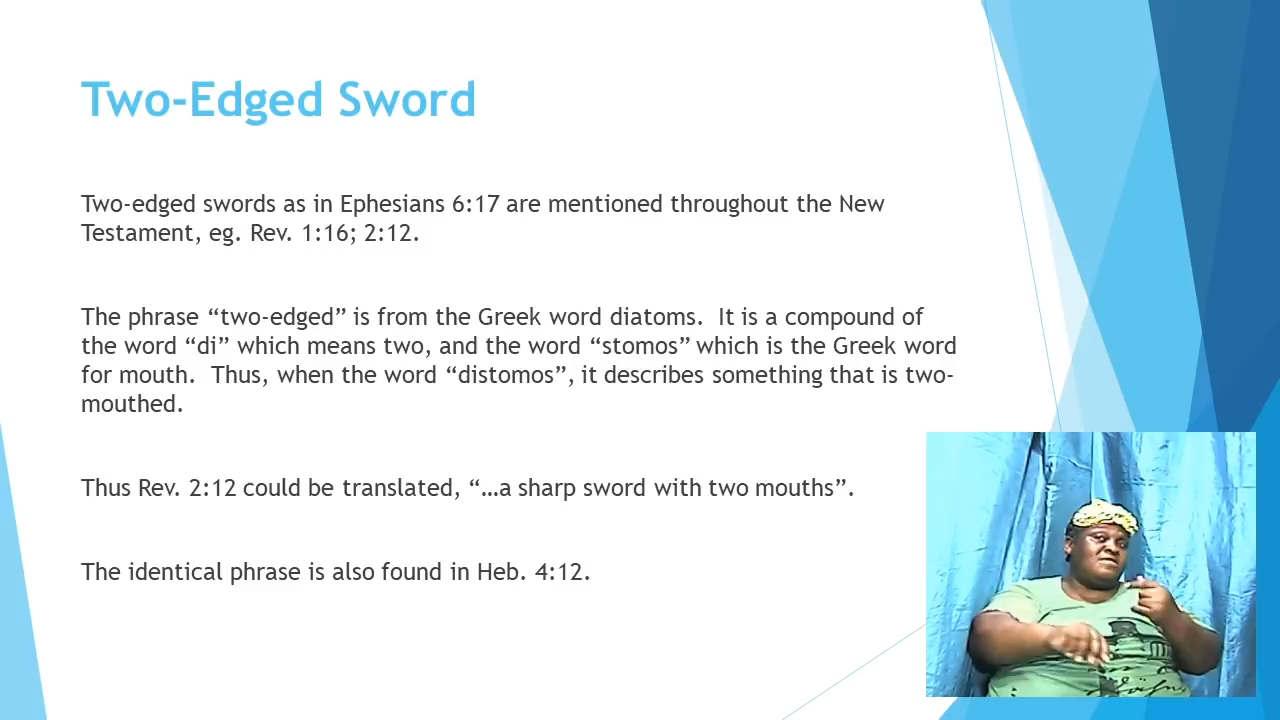 Two-Edged Sword
Two-edged swords as in Ephesians 6:17 are mentioned throughout the New
Testament, eg. Rev. 1:16; 2:12.
The phrase “two-edged” is from the Greek word diatoms.  It is a compound of
the word “di” which means two, and the word “stomos” which is the Greek word
for mouth.  Thus, when the word “distomos”, it describes something that is two-
mouthed.
Thus Rev. 2:12 could be translated, “…a sharp sword with two mouths”.
The identical phrase is also found in Heb. 4:12.